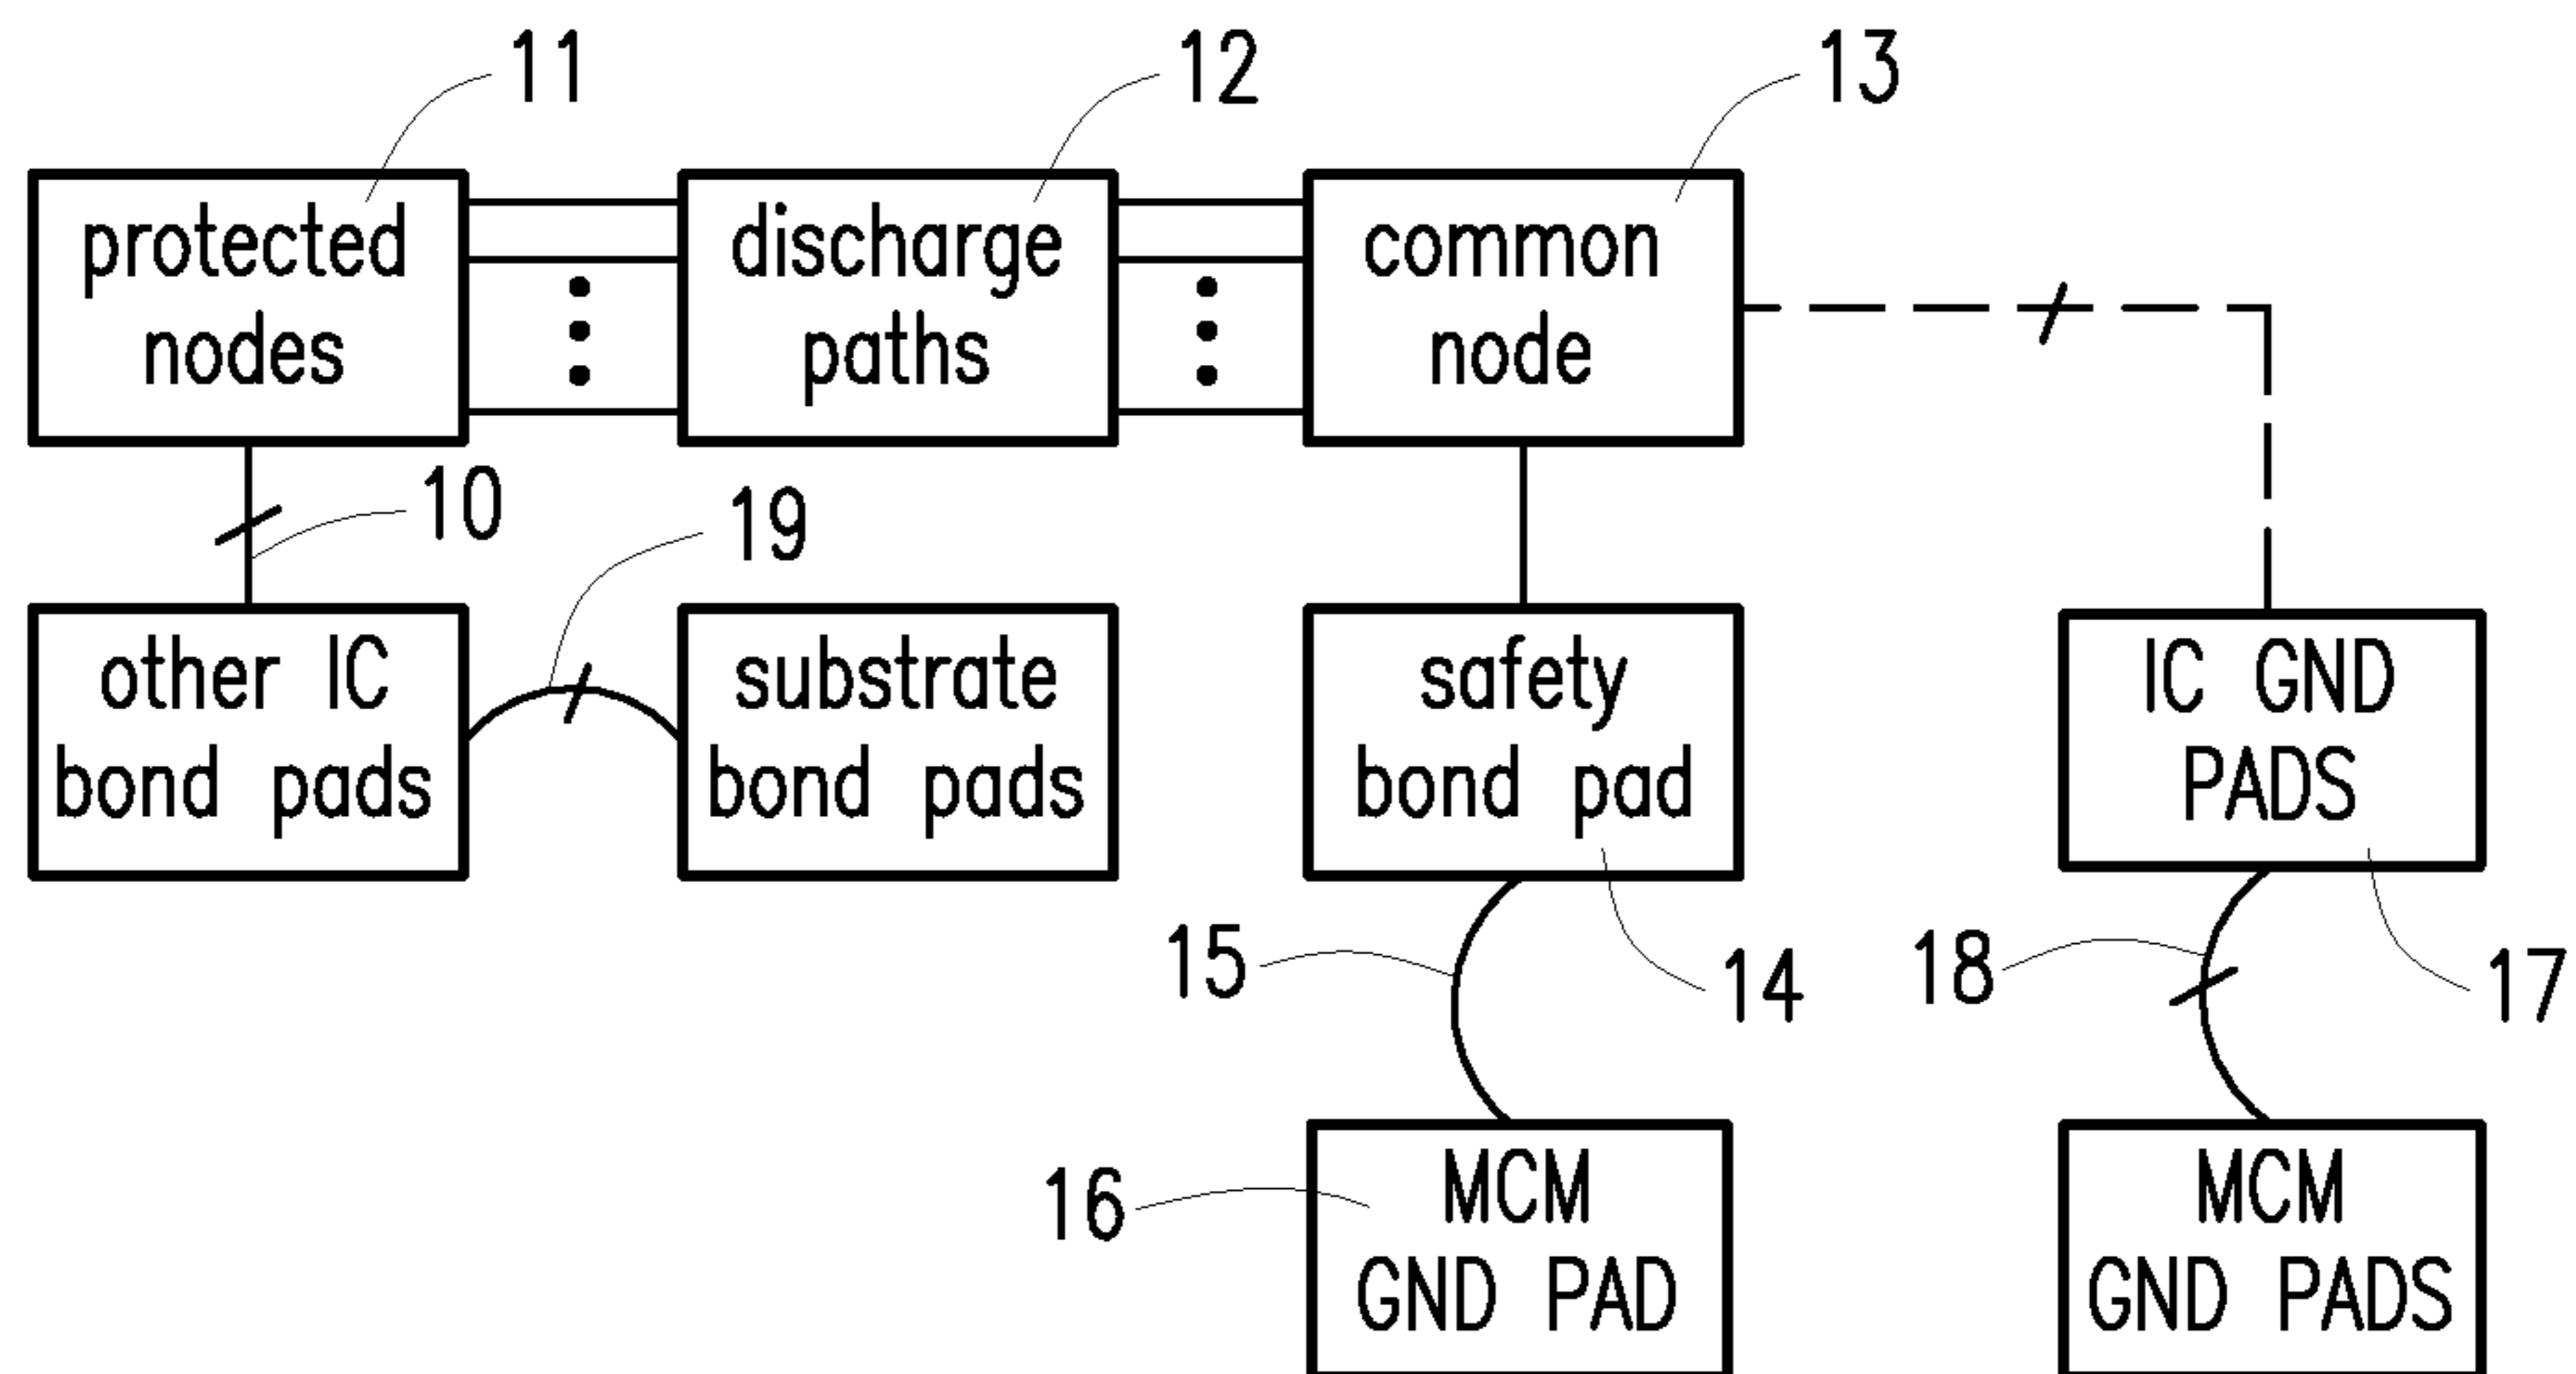 11
12
13
protected
nodes
discharge
paths
common
node
10
19
other IC
bond pads
substrate
bond pads
safety
bond pad
IC GND
PADS
15
14
18
17
16
MCM
GND PAD
MCM
GND PADS